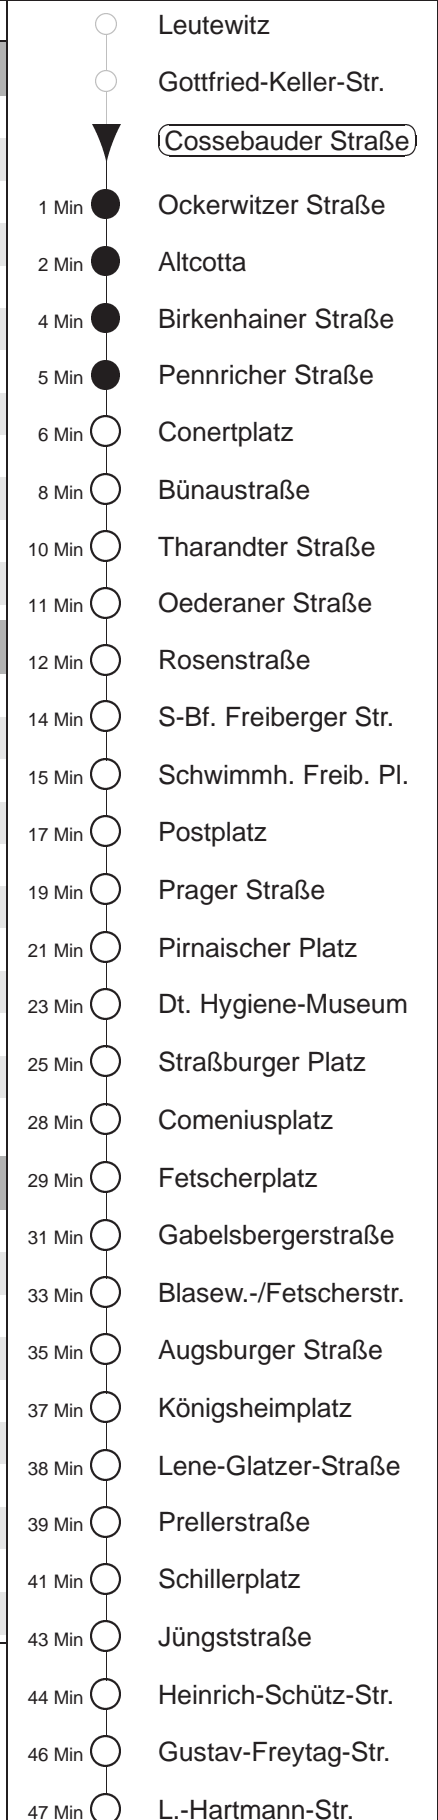 Leutewitz
Gottfried-Keller-Str.
Cossebauder Straße
1 Min Ockerwitzer Straße
2 Min Altcotta
4 Min Birkenhainer Straße
5 Min Pennricher Straße
6 Min Conertplatz
8 Min Bünaustraße
10 Min Tharandter Straße
11 Min Oederaner Straße
12 Min Rosenstraße
14 Min S-Bf. Freiberger Str.
15 Min Schwimmh. Freib. Pl.
17 Min Postplatz
19 Min Prager Straße
21 Min Pirnaischer Platz
23 Min Dt. Hygiene-Museum
25 Min Straßburger Platz
28 Min Comeniusplatz
29 Min Fetscherplatz
31 Min Gabelsbergerstraße
33 Min Blasew.-/Fetscherstr.
35 Min Augsburger Straße
37 Min Königsheimplatz
38 Min Lene-Glatzer-Straße
39 Min Prellerstraße
41 Min Schillerplatz
43 Min Jüngststraße
44 Min Heinrich-Schütz-Str.
46 Min Gustav-Freytag-Str.
47 Min L.-Hartmann-Str.